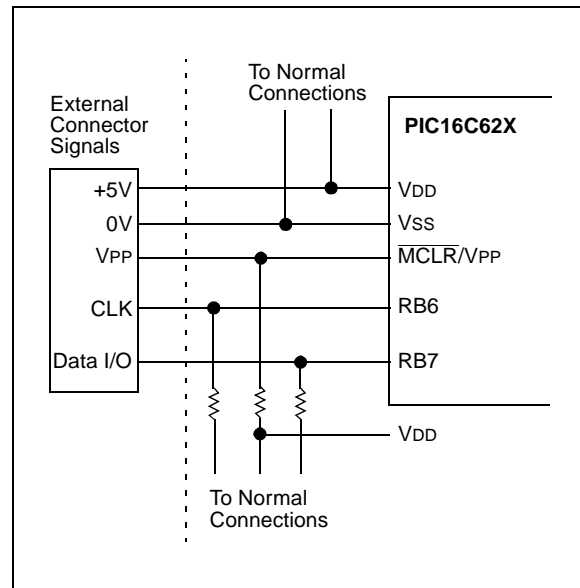 To Normal
Connections
External
Connector
Signals
PIC16C62X
+5V
0V
VPP
CLK
Data I/O
VDD
VSS
MCLR/VPP
RB6
RB7
VDD
To Normal
Connections